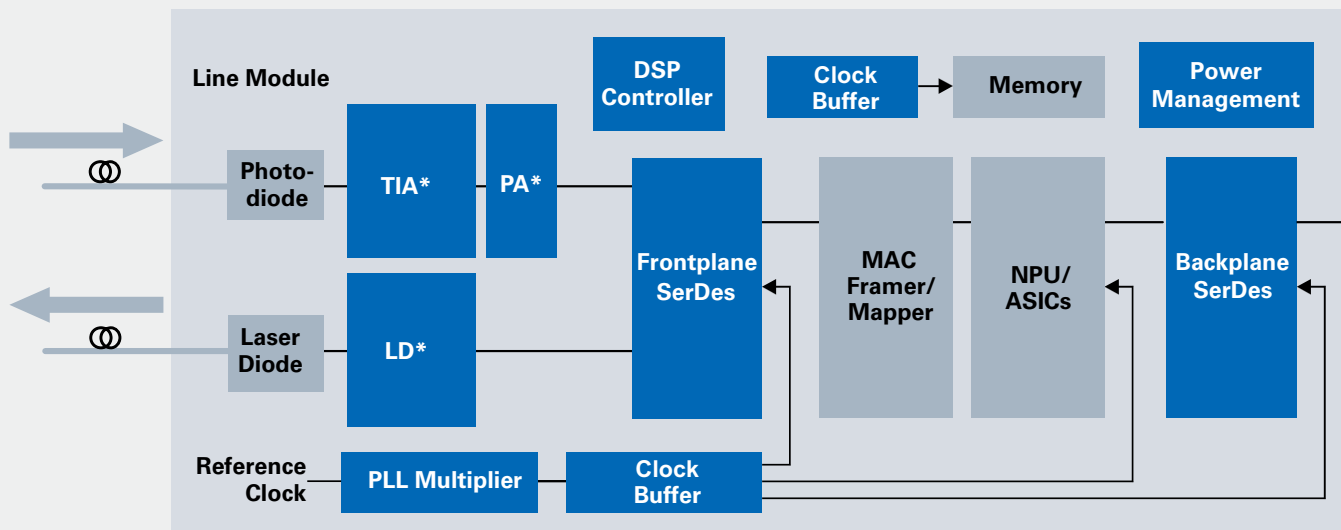 Line Module
DSP
Controller
Clock
Buffer
Memory
Power
Management
Photo-
diode
TIA*
PA*
Frontplane
SerDes
MAC
Framer/
Mapper
NPU/
ASICs
Backplane
SerDes
Laser
Diode
LD*
Reference
Clock
PLL Multiplier
Clock
Buffer